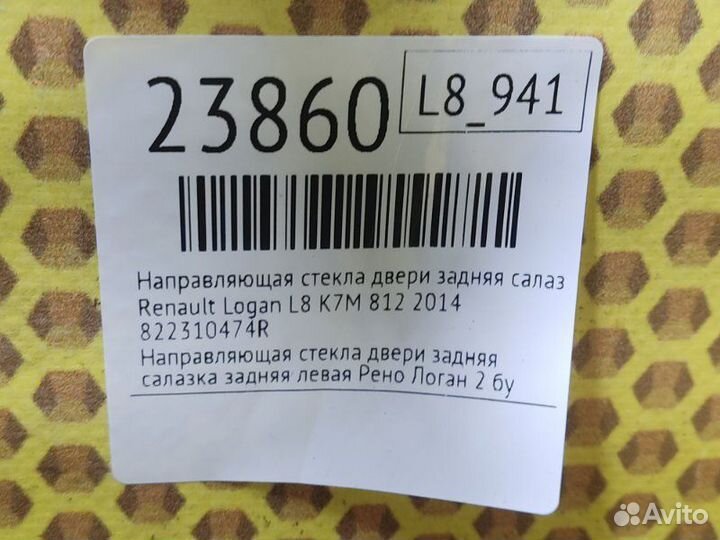 23860
L8_941
Направляющая стекла двери задняя салаз
Renault Logan L8 K7M 812 2014
822310474R
Направляющая стекла двери задняя
салазка задняя левая Рено Логан 2 бу
Avito